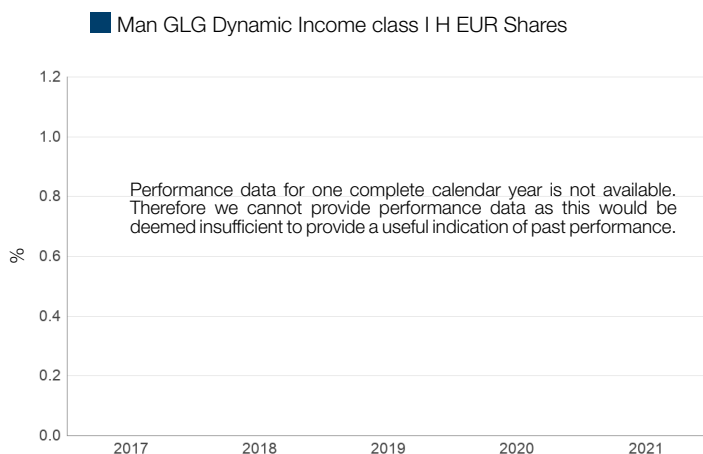 Man GLG Dynamic Income class I H EUR Shares
1.2
1.0
Performance data for one complete calendar year is not available.
0.8
Therefore we cannot provide performance data as this would be
deemed insufficient to provide a useful indication of past performance.
%
0.6
0.4
0.2
0.0
2017 2018 2019 2020 2021